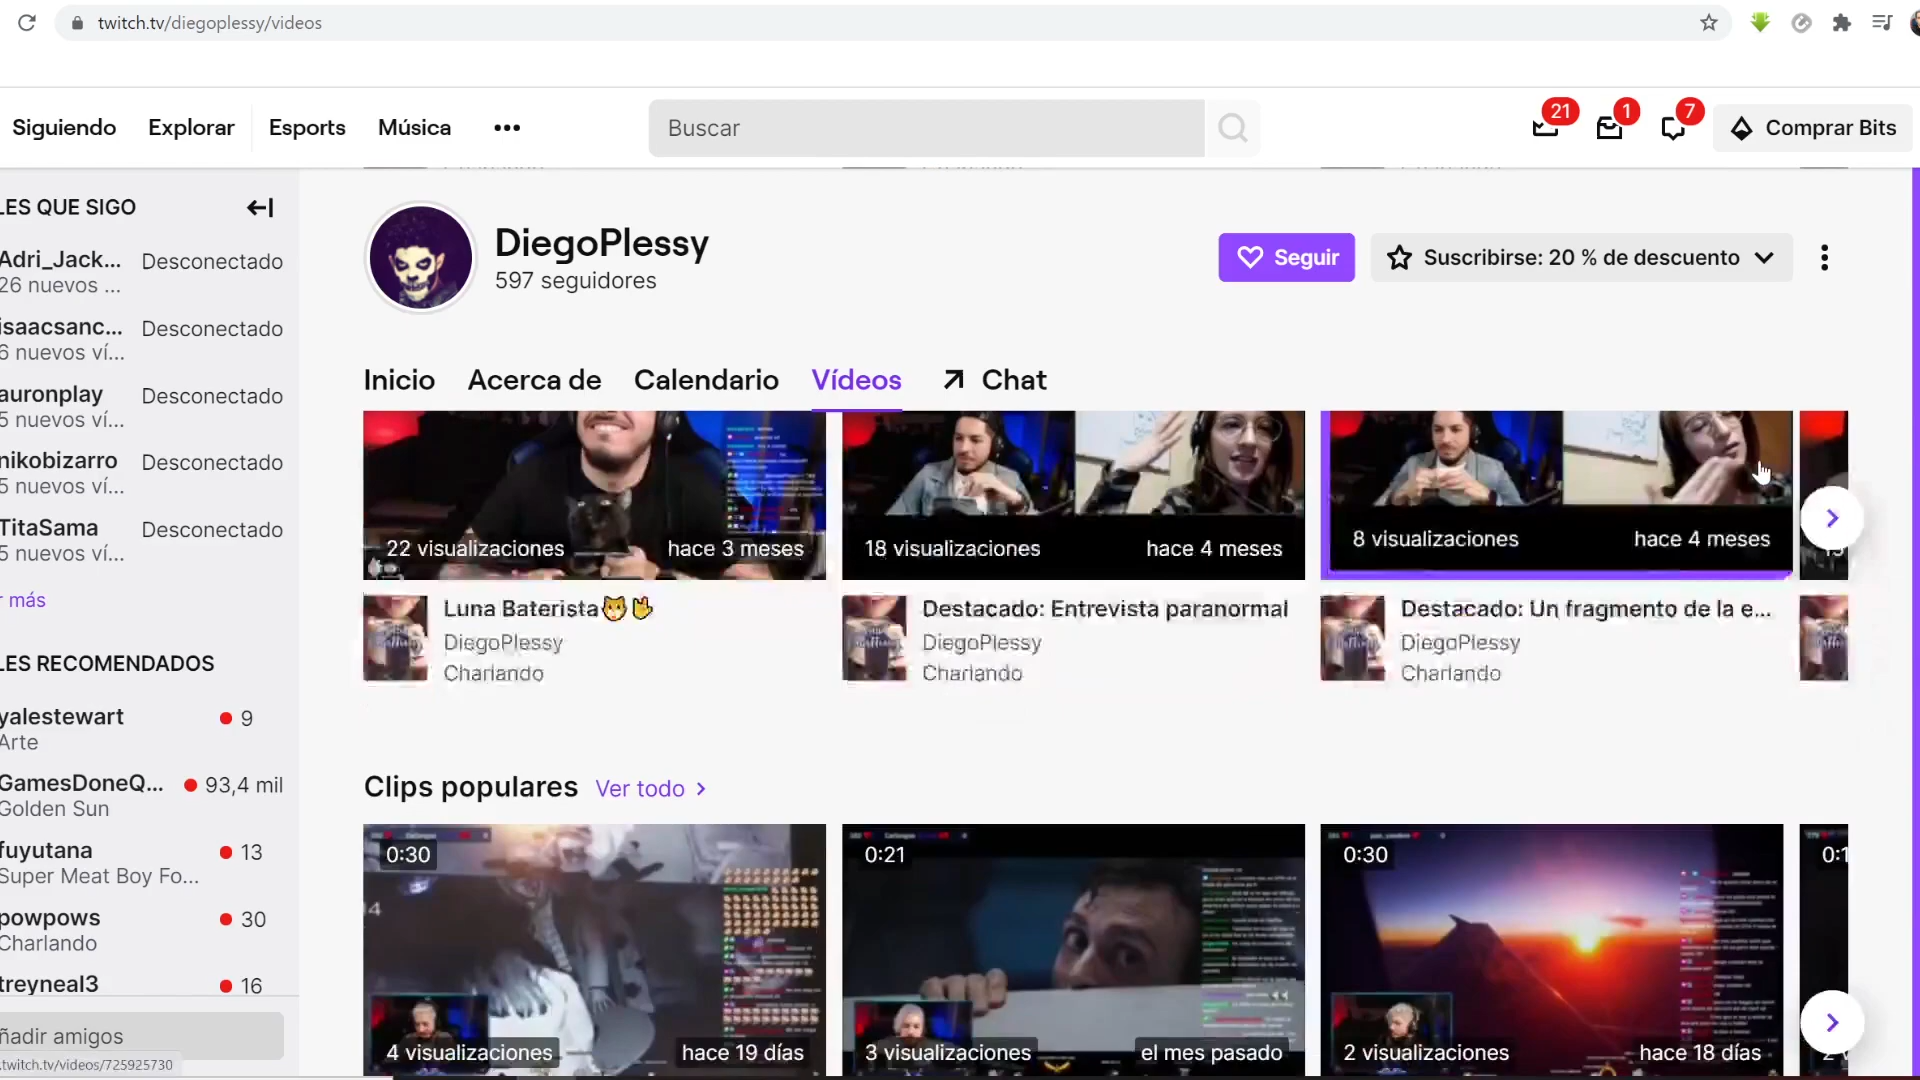 twitch.tv/diegoplessy/videos
Siguiendo
Explorar
Esports
Música
Buscar
21
1
7
Comprar Bits
LES QUE SIGO
Adri_Jack...
Desconectado
26 nuevos ...
isaacsanc...
Desconectado
6 nuevos ví...
auronplay
Desconectado
5 nuevos ví...
nikobizarro
Desconectado
5 nuevos ví...
TitaSama
Desconectado
5 nuevos ví...
r más
LES RECOMENDADOS
yalestewart
9
Arte
GamesDoneQ...
93,4 mil
Golden Sun
fuyutana
13
Super Meat Boy Fo...
powpows
30
Charlando
treyneal3
16
ñadir amigos
.twitch.tv/videos/725925730
DiegoPlessy
597 seguidores
Seguir
Suscribirse: 20 % de descuento
Inicio
Acerca de
Calendario
Vídeos
Chat
22 visualizaciones
hace 3 meses
Luna Baterista🐱🤘
DiegoPlessy
Charlando
18 visualizaciones
hace 4 meses
Destacado: Entrevista paranormal
DiegoPlessy
Charlando
8 visualizaciones
hace 4 meses
Destacado: Un fragmento de la e...
DiegoPlessy
Charlando
Clips populares
Ver todo
0:30
4 visualizaciones
hace 19 días
0:21
3 visualizaciones
el mes pasado
0:30
2 visualizaciones
hace 18 días
0:1